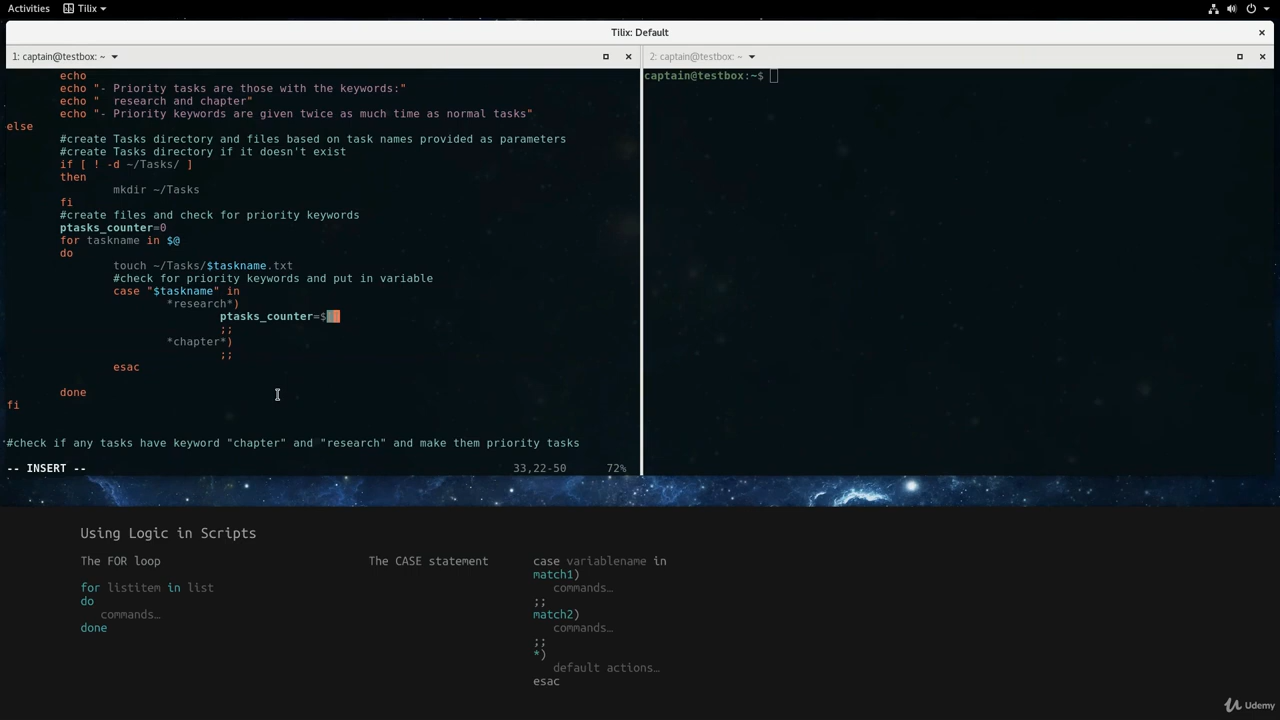 Activities Tilix
Tilix: Default
1: captain@testbox: ~
2: captain@testbox: ~
echo
echo "- Priority tasks are those with the keywords:"
echo "  research and chapter"
echo "- Priority keywords are given twice as much time as normal tasks"
else
#create Tasks directory and files based on task names provided as parameters
#create Tasks directory if it doesn't exist
if [ ! -d ~/Tasks/ ]
then
mkdir ~/Tasks
fi
#create files and check for priority keywords
ptasks_counter=0
for taskname in $@
do
touch ~/Tasks/$taskname.txt
#check for priority keywords and put in variable
case "$taskname" in
*research*)
ptasks_counter=$
;;
*chapter*)
;;
esac
done
fi
#check if any tasks have keyword "chapter" and "research" and make them priority tasks
-- INSERT -- 33,22-50 72%
captain@testbox:~$
Using Logic in Scripts
The FOR loop
for listitem in list
do
commands…
done
The CASE statement
case variablename in
match1)
commands…
;;
match2)
commands…
;;
*)
default actions…
esac
Udemy